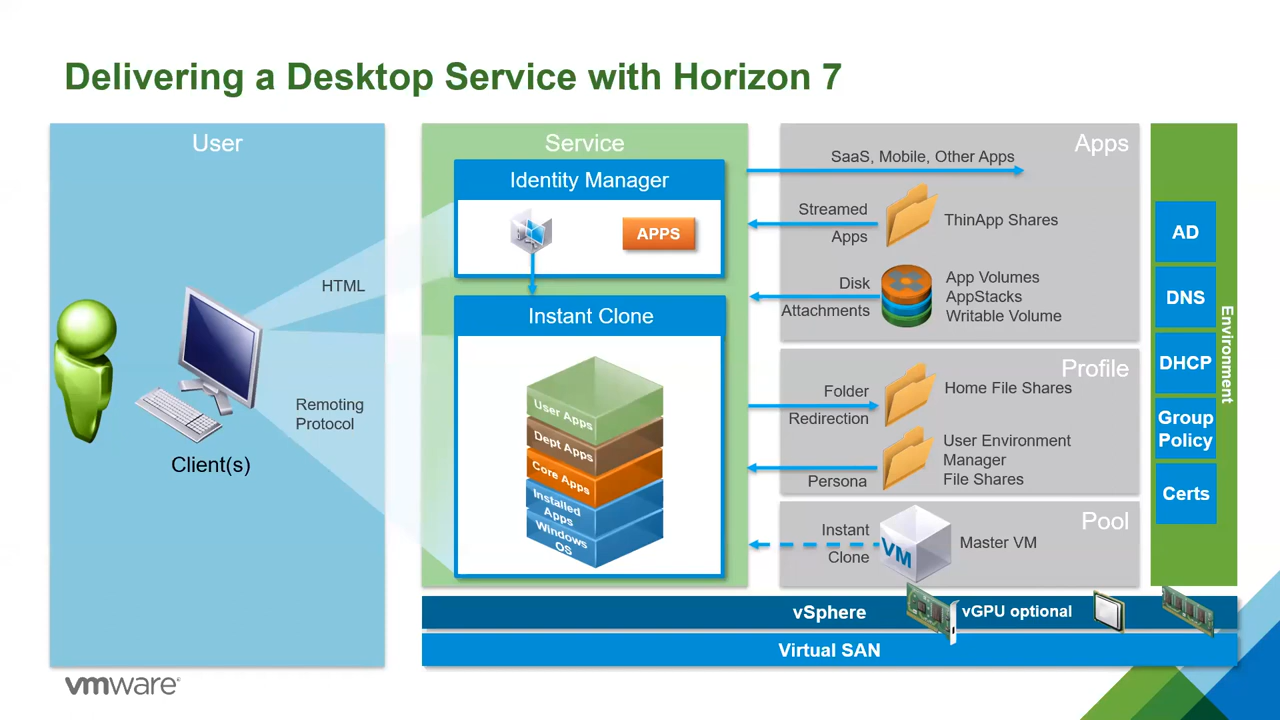 Delivering a Desktop Service with Horizon 7
User
HTML
Remoting
Protocol
Client(s)
Service
Identity Manager
APPS
Instant Clone
User Apps
Dept Apps
Core Apps
Installed
Apps
Windows
OS
Apps
SaaS, Mobile, Other Apps
Streamed
Apps
ThinApp Shares
Disk
Attachments
App Volumes
AppStacks
Writable Volume
Profile
Folder
Redirection
Home File Shares
Persona
User Environment
Manager
File Shares
Pool
Instant
Clone
VM
Master VM
Environment
AD
DNS
DHCP
Group
Policy
Certs
vSphere
vGPU optional
Virtual SAN
vmware®